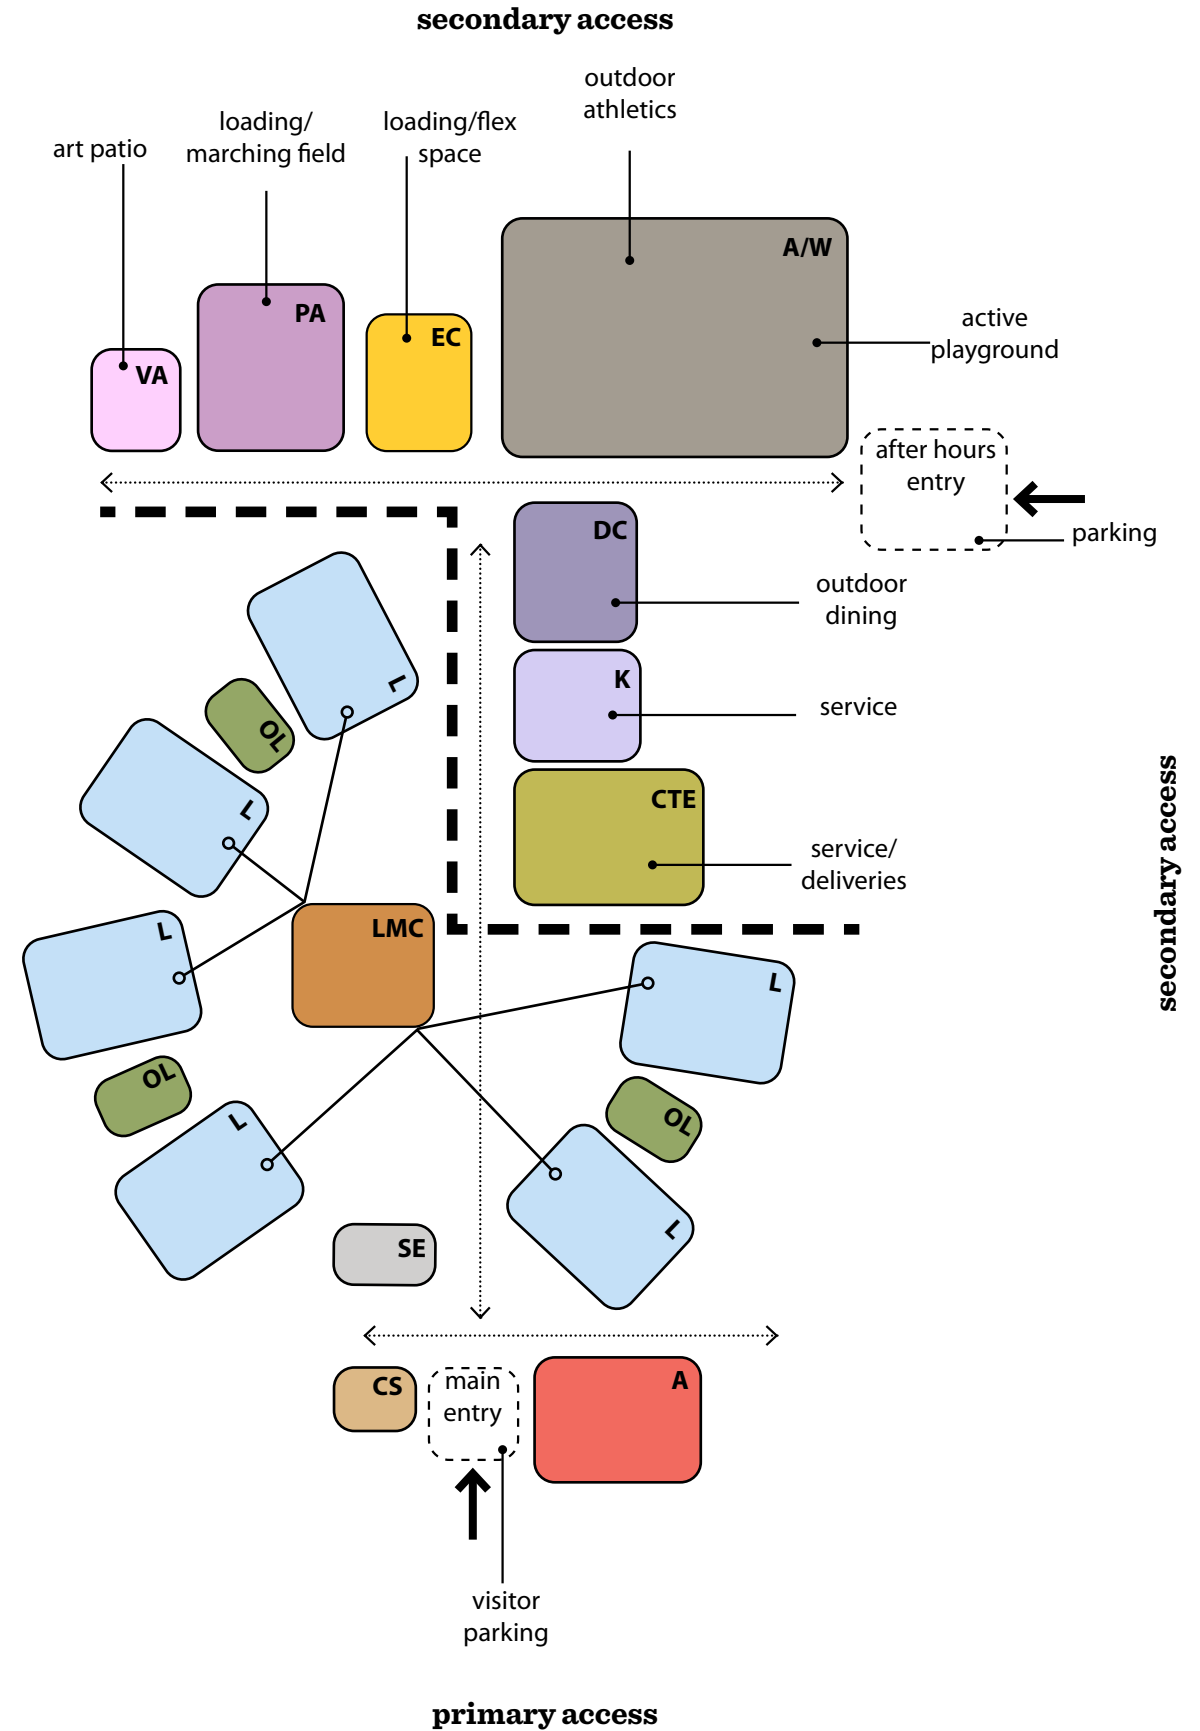 secondary access
outdoor
athletics
loading/
marching field
loading/flex
space
art patio
A/W
PA
EC
VA
active
playground
after hours
entry
parking
DC
outdoor
dining
K
service
CTE
service/
deliveries
secondary access
L
OL
L
L
LMC
L
OL
L
OL
L
SE
CS
main
entry
A
visitor
parking
primary access